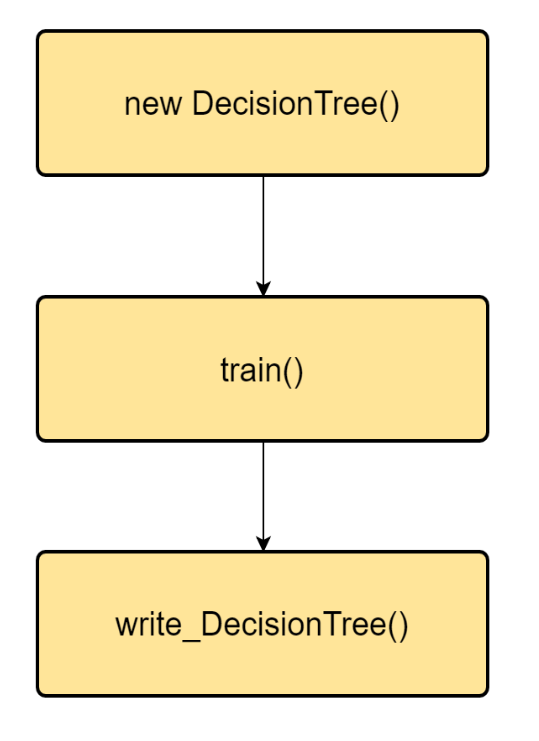 new DecisionTree()
train()
write_DecisionTree()